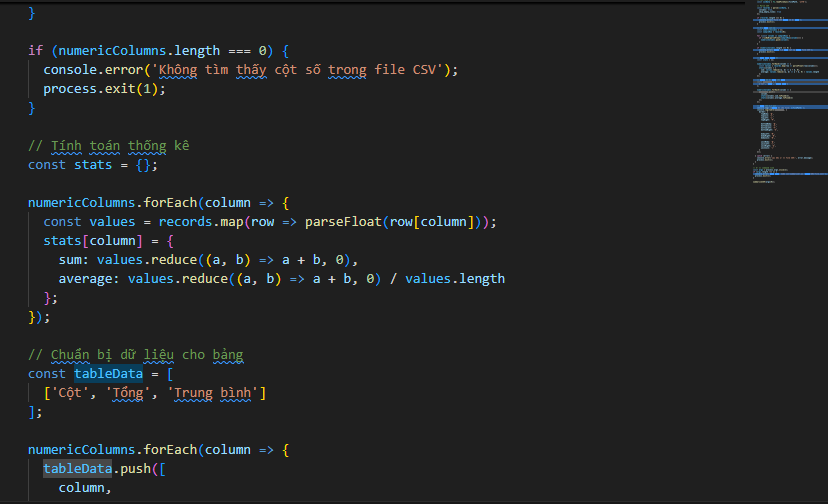 }
if (numericColumns.length === 0) {
console.error('Không tìm thấy cột số trong file CSV');
process.exit(1);
}
// Tính toán thống kê
const stats = {};
numericColumns.forEach(column => {
const values = records.map(row => parseFloat(row[column]));
stats[column] = {
sum: values.reduce((a, b) => a + b, 0),
average: values.reduce((a, b) => a + b, 0) / values.length
};
});
// Chuẩn bị dữ liệu cho bảng
const tableData = [
['Cột', 'Tổng', 'Trung bình']
];
numericColumns.forEach(column => {
tableData.push([
column,